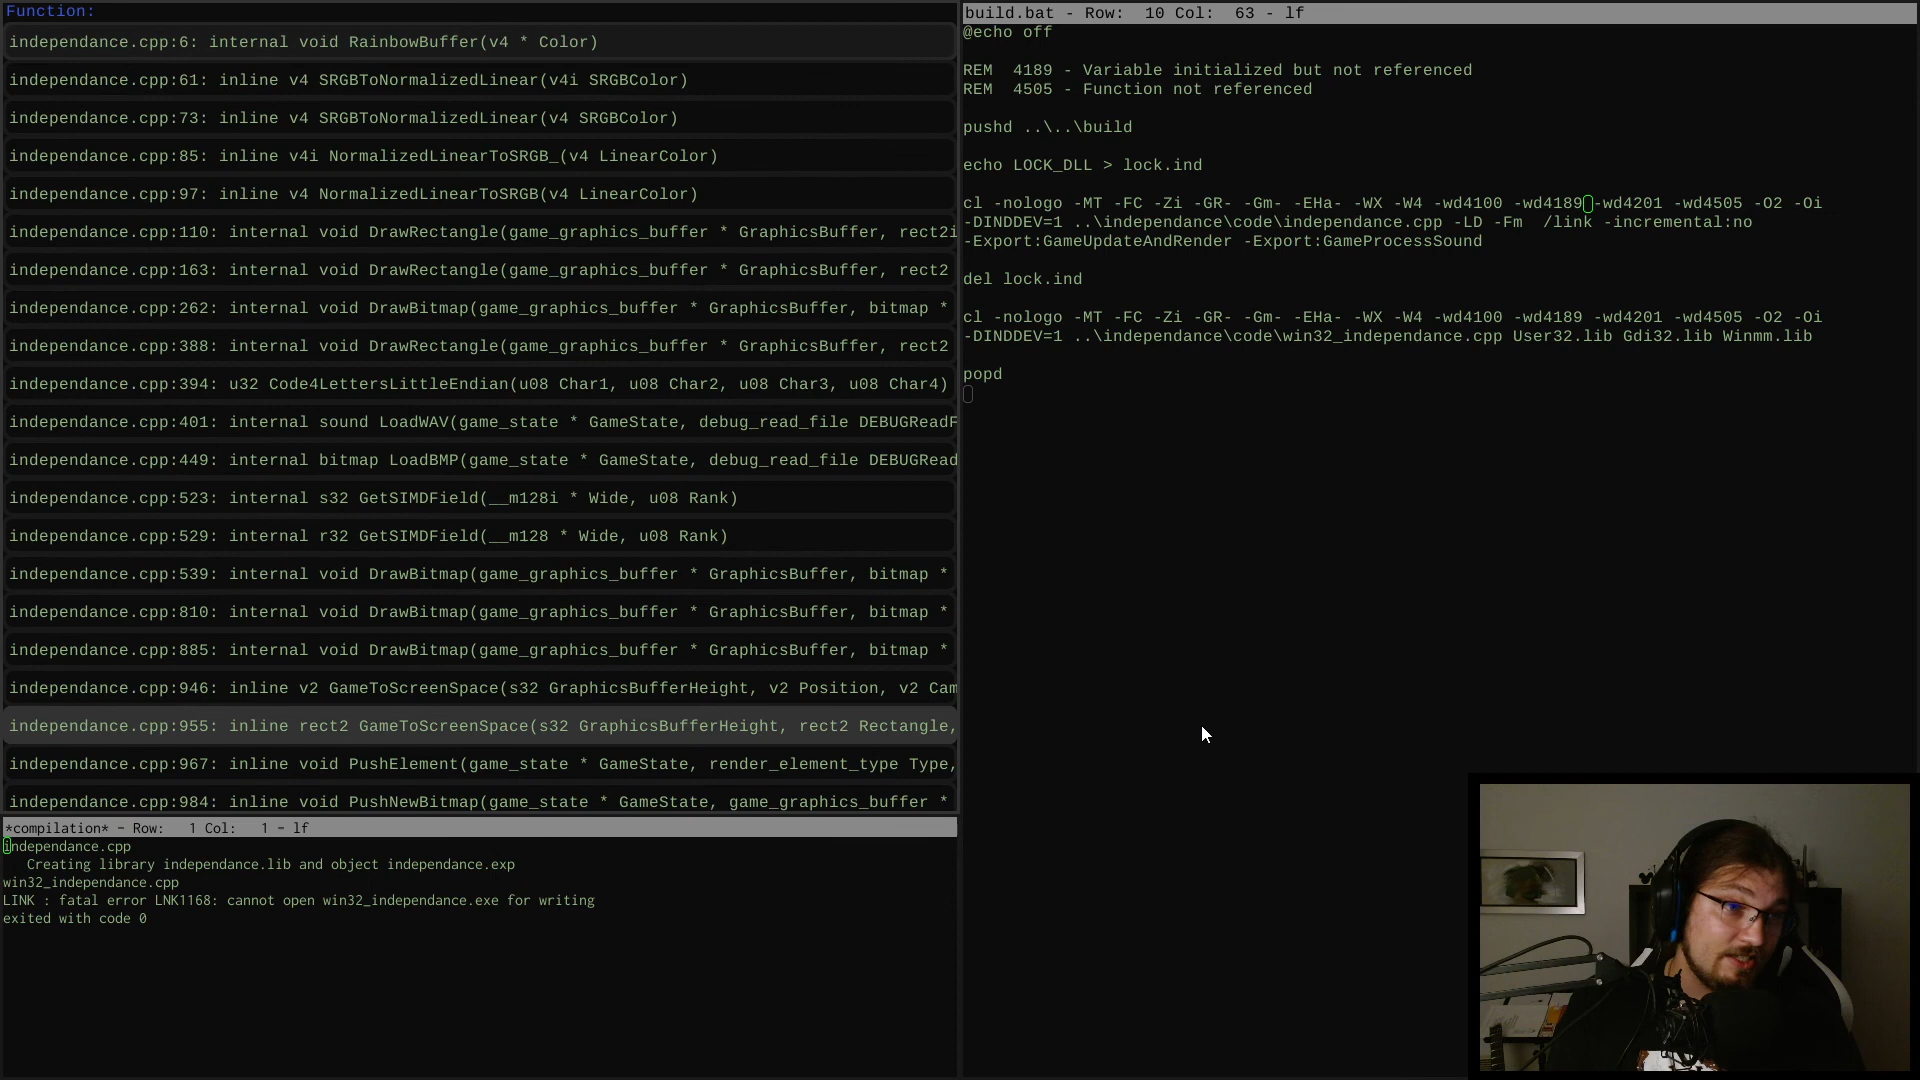 Function:
independance.cpp:6: internal void RainbowBuffer(v4 * Color)
independance.cpp:61: inline v4 SRGBToNormalizedLinear(v4i SRGBColor)
independance.cpp:73: inline v4 SRGBToNormalizedLinear(v4 SRGBColor)
independance.cpp:85: inline v4i NormalizedLinearToSRGB_(v4 LinearColor)
independance.cpp:97: inline v4 NormalizedLinearToSRGB(v4 LinearColor)
independance.cpp:110: internal void DrawRectangle(game_graphics_buffer * GraphicsBuffer, rect2i
independance.cpp:163: internal void DrawRectangle(game_graphics_buffer * GraphicsBuffer, rect2
independance.cpp:262: internal void DrawBitmap(game_graphics_buffer * GraphicsBuffer, bitmap *
independance.cpp:388: internal void DrawRectangle(game_graphics_buffer * GraphicsBuffer, rect2
independance.cpp:394: u32 Code4LettersLittleEndian(u08 Char1, u08 Char2, u08 Char3, u08 Char4)
independance.cpp:401: internal sound LoadWAV(game_state * GameState, debug_read_file DEBUGReadF
independance.cpp:449: internal bitmap LoadBMP(game_state * GameState, debug_read_file DEBUGRead
independance.cpp:523: internal s32 GetSIMDField(__m128i * Wide, u08 Rank)
independance.cpp:529: internal r32 GetSIMDField(__m128 * Wide, u08 Rank)
independance.cpp:539: internal void DrawBitmap(game_graphics_buffer * GraphicsBuffer, bitmap *
independance.cpp:810: internal void DrawBitmap(game_graphics_buffer * GraphicsBuffer, bitmap *
independance.cpp:885: internal void DrawBitmap(game_graphics_buffer * GraphicsBuffer, bitmap *
independance.cpp:946: inline v2 GameToScreenSpace(s32 GraphicsBufferHeight, v2 Position, v2 Cam
independance.cpp:955: inline rect2 GameToScreenSpace(s32 GraphicsBufferHeight, rect2 Rectangle,
independance.cpp:967: inline void PushElement(game_state * GameState, render_element_type Type,
independance.cpp:984: inline void PushNewBitmap(game_state * GameState, game_graphics_buffer *
*compilation* - Row:   1 Col:   1 - lf
independance.cpp
   Creating library independance.lib and object independance.exp
win32_independance.cpp
LINK : fatal error LNK1168: cannot open win32_independance.exe for writing
exited with code 0
build.bat - Row:  10 Col:  63 - lf
@echo off
REM  4189 - Variable initialized but not referenced
REM  4505 - Function not referenced
pushd ..\..\build
echo LOCK_DLL > lock.ind
cl -nologo -MT -FC -Zi -GR- -Gm- -EHa- -WX -W4 -wd4100 -wd4189 -wd4201 -wd4505 -O2 -Oi
-DINDDEV=1 ..\independance\code\independance.cpp -LD -Fm  /link -incremental:no
-Export:GameUpdateAndRender -Export:GameProcessSound
del lock.ind
cl -nologo -MT -FC -Zi -GR- -Gm- -EHa- -WX -W4 -wd4100 -wd4189 -wd4201 -wd4505 -O2 -Oi
-DINDDEV=1 ..\independance\code\win32_independance.cpp User32.lib Gdi32.lib Winmm.lib
popd